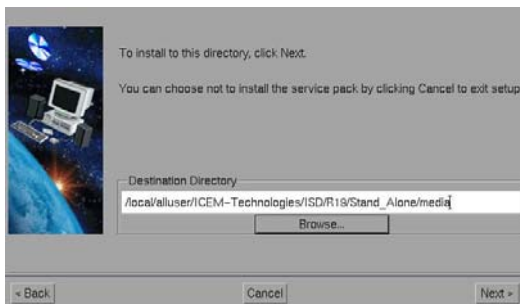 To install to this directory, click Next.
You can choose not to install the service pack by clicking Cancel to exit setup
Destination Directory
/local/alluser/ICEM-Technologies/ISD/R19/Stand_Alone/media
Browse...
< Back
Cancel
Next >